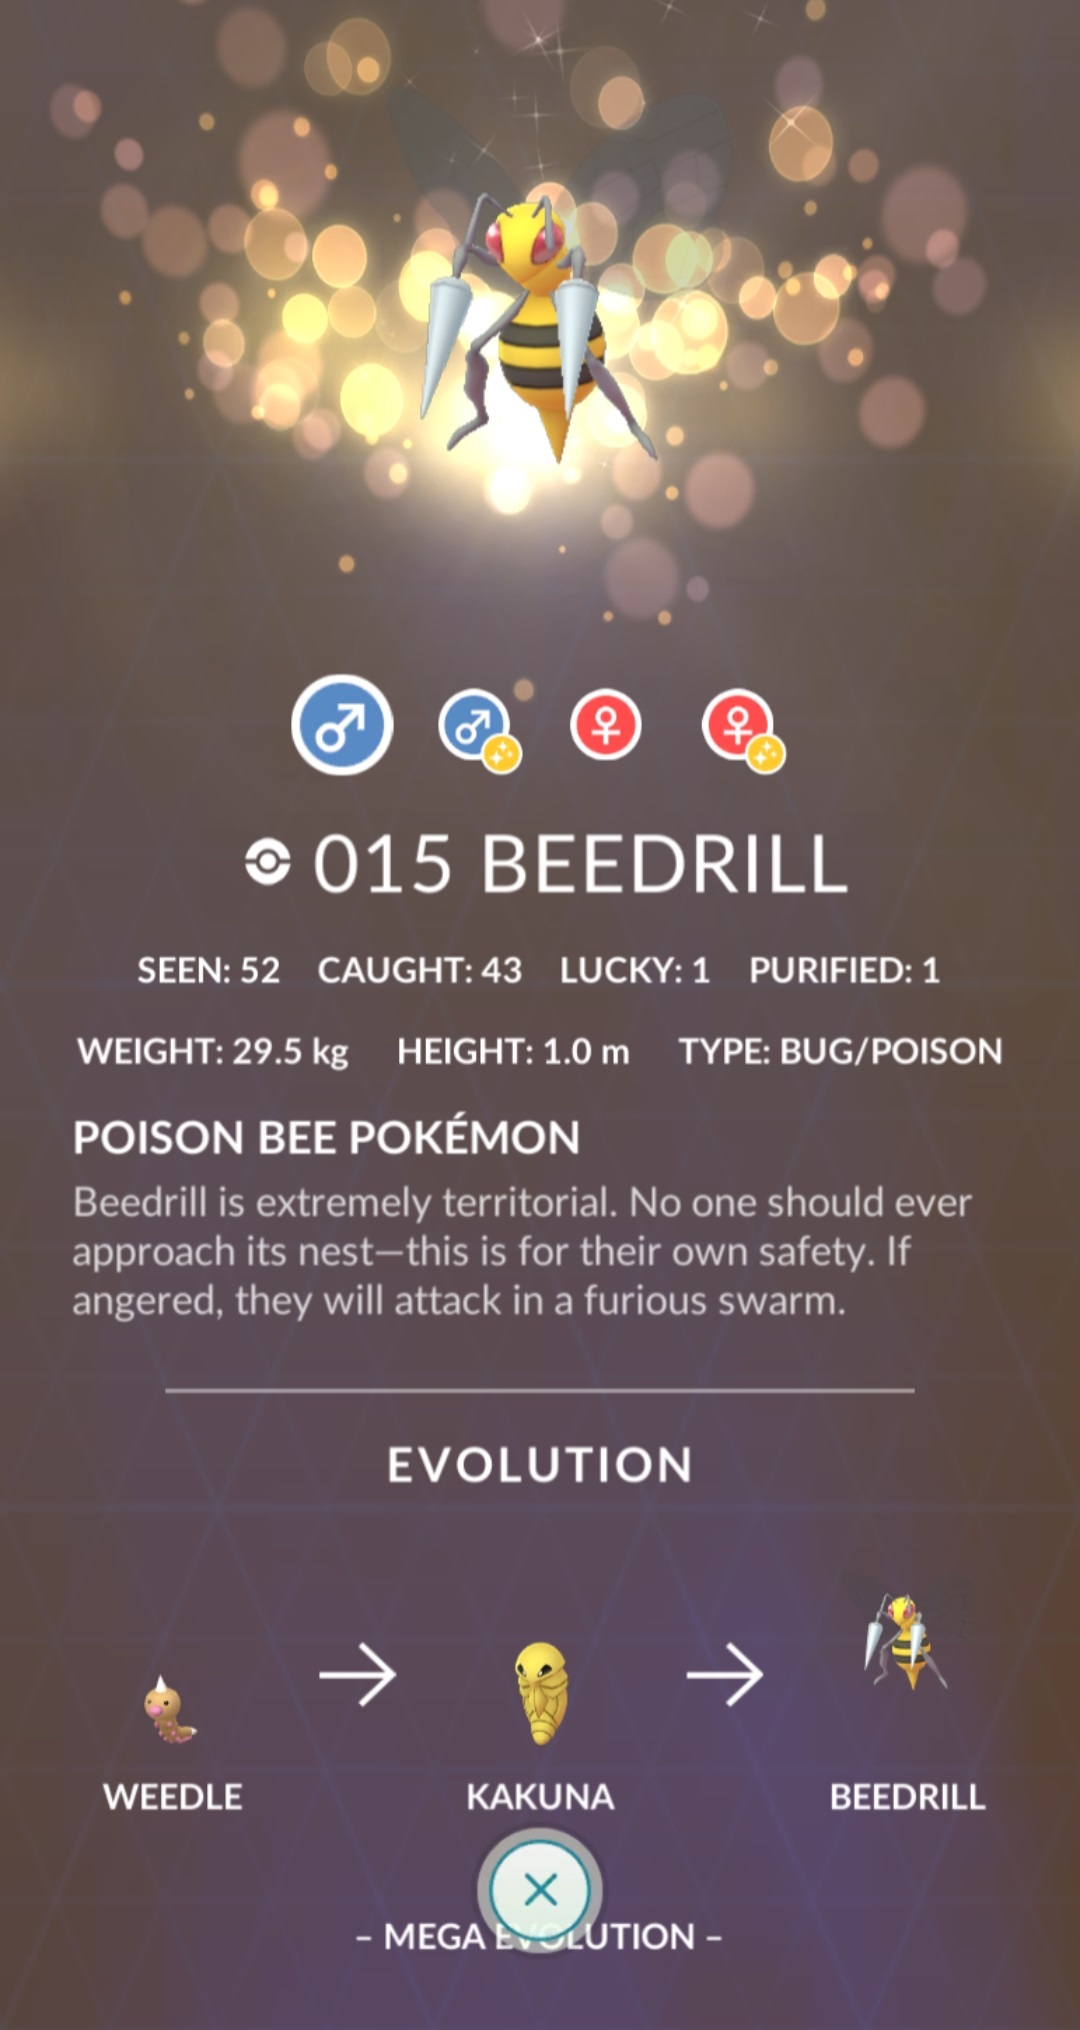 015 BEEDRILL
SEEN: 52 CAUGHT: 43 LUCKY: 1 PURIFIED: 1
WEIGHT: 29.5 kg HEIGHT: 1.0 m TYPE: BUG/POISON
POISON BEE POKÉMON
Beedrill is extremely territorial. No one should ever
approach its nest—this is for their own safety. If
angered, they will attack in a furious swarm.
EVOLUTION
WEEDLE KAKUNA BEEDRILL
– MEGA EVOLUTION –